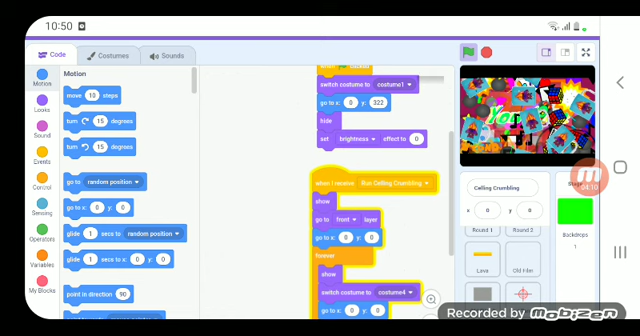 10:50
Code
Costumes
Sounds
Motion
Motion
Looks
Sound
Events
Control
Sensing
Operators
Variables
My Blocks
move 10 steps
turn 15 degrees
turn 15 degrees
go to random position
go to x: 0 y: 0
glide 1 secs to random position
glide 1 secs to x: 0 y: 0
point in direction 90
switch costume to costume1
go to x: 0 y: 322
hide
set brightness effect to 0
when I receive Run Ceiling Crumbling
show
go to front layer
go to x: 0 y: 0
forever
show
switch costume to costume4
go to x: 0 y: 0
04:10
Ceiling Crumbling
x 0 y 0
Round 1
Round 2
Lava
Old Film
Backdrops
1
Recorded by mobizen